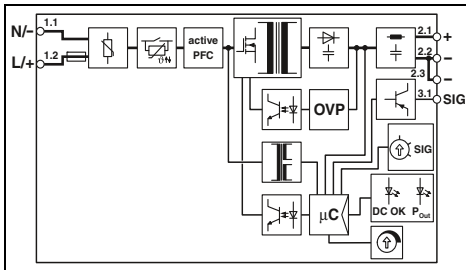 N/-
1.1
L/+
1.2
ϑ
active
PFC
2.1
+
2.2
–
2.3
–
3.1
SIG
OVP
SIG
µC
DC OK
POut